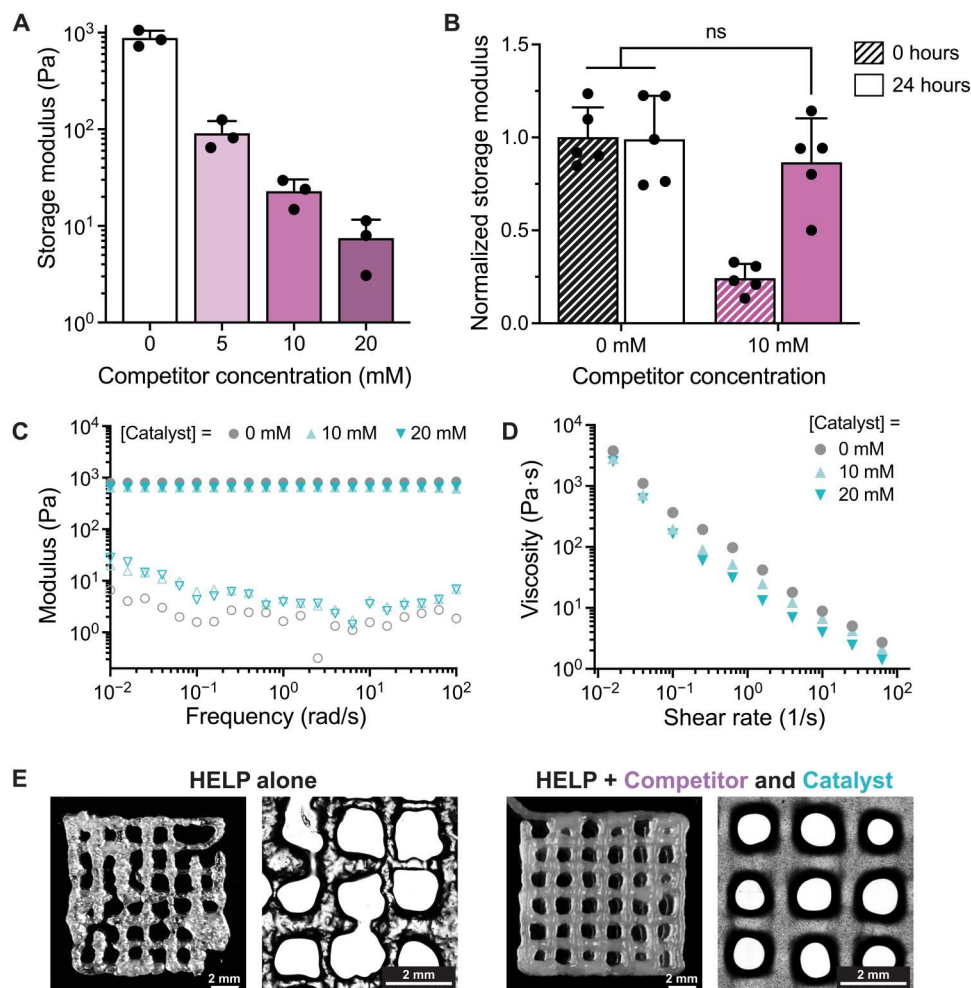 A
Storage modulus (Pa)
10³
10²
10¹
10⁰
0
5
10
20
Competitor concentration (mM)
B
Normalized storage modulus
1.5
1.0
0.5
0.0
ns
0 hours
24 hours
0 mM
10 mM
Competitor concentration
C
[Catalyst] = 0 mM 10 mM 20 mM
Modulus (Pa)
10⁴
10³
10²
10¹
10⁰
10⁻² 10⁻¹ 10⁰ 10¹ 10²
Frequency (rad/s)
D
[Catalyst] =
0 mM
10 mM
20 mM
Viscosity (Pa·s)
10⁴
10³
10²
10¹
10⁰
10⁻² 10⁻¹ 10⁰ 10¹ 10²
Shear rate (1/s)
E
HELP alone
2 mm
2 mm
HELP + Competitor and Catalyst
2 mm
2 mm